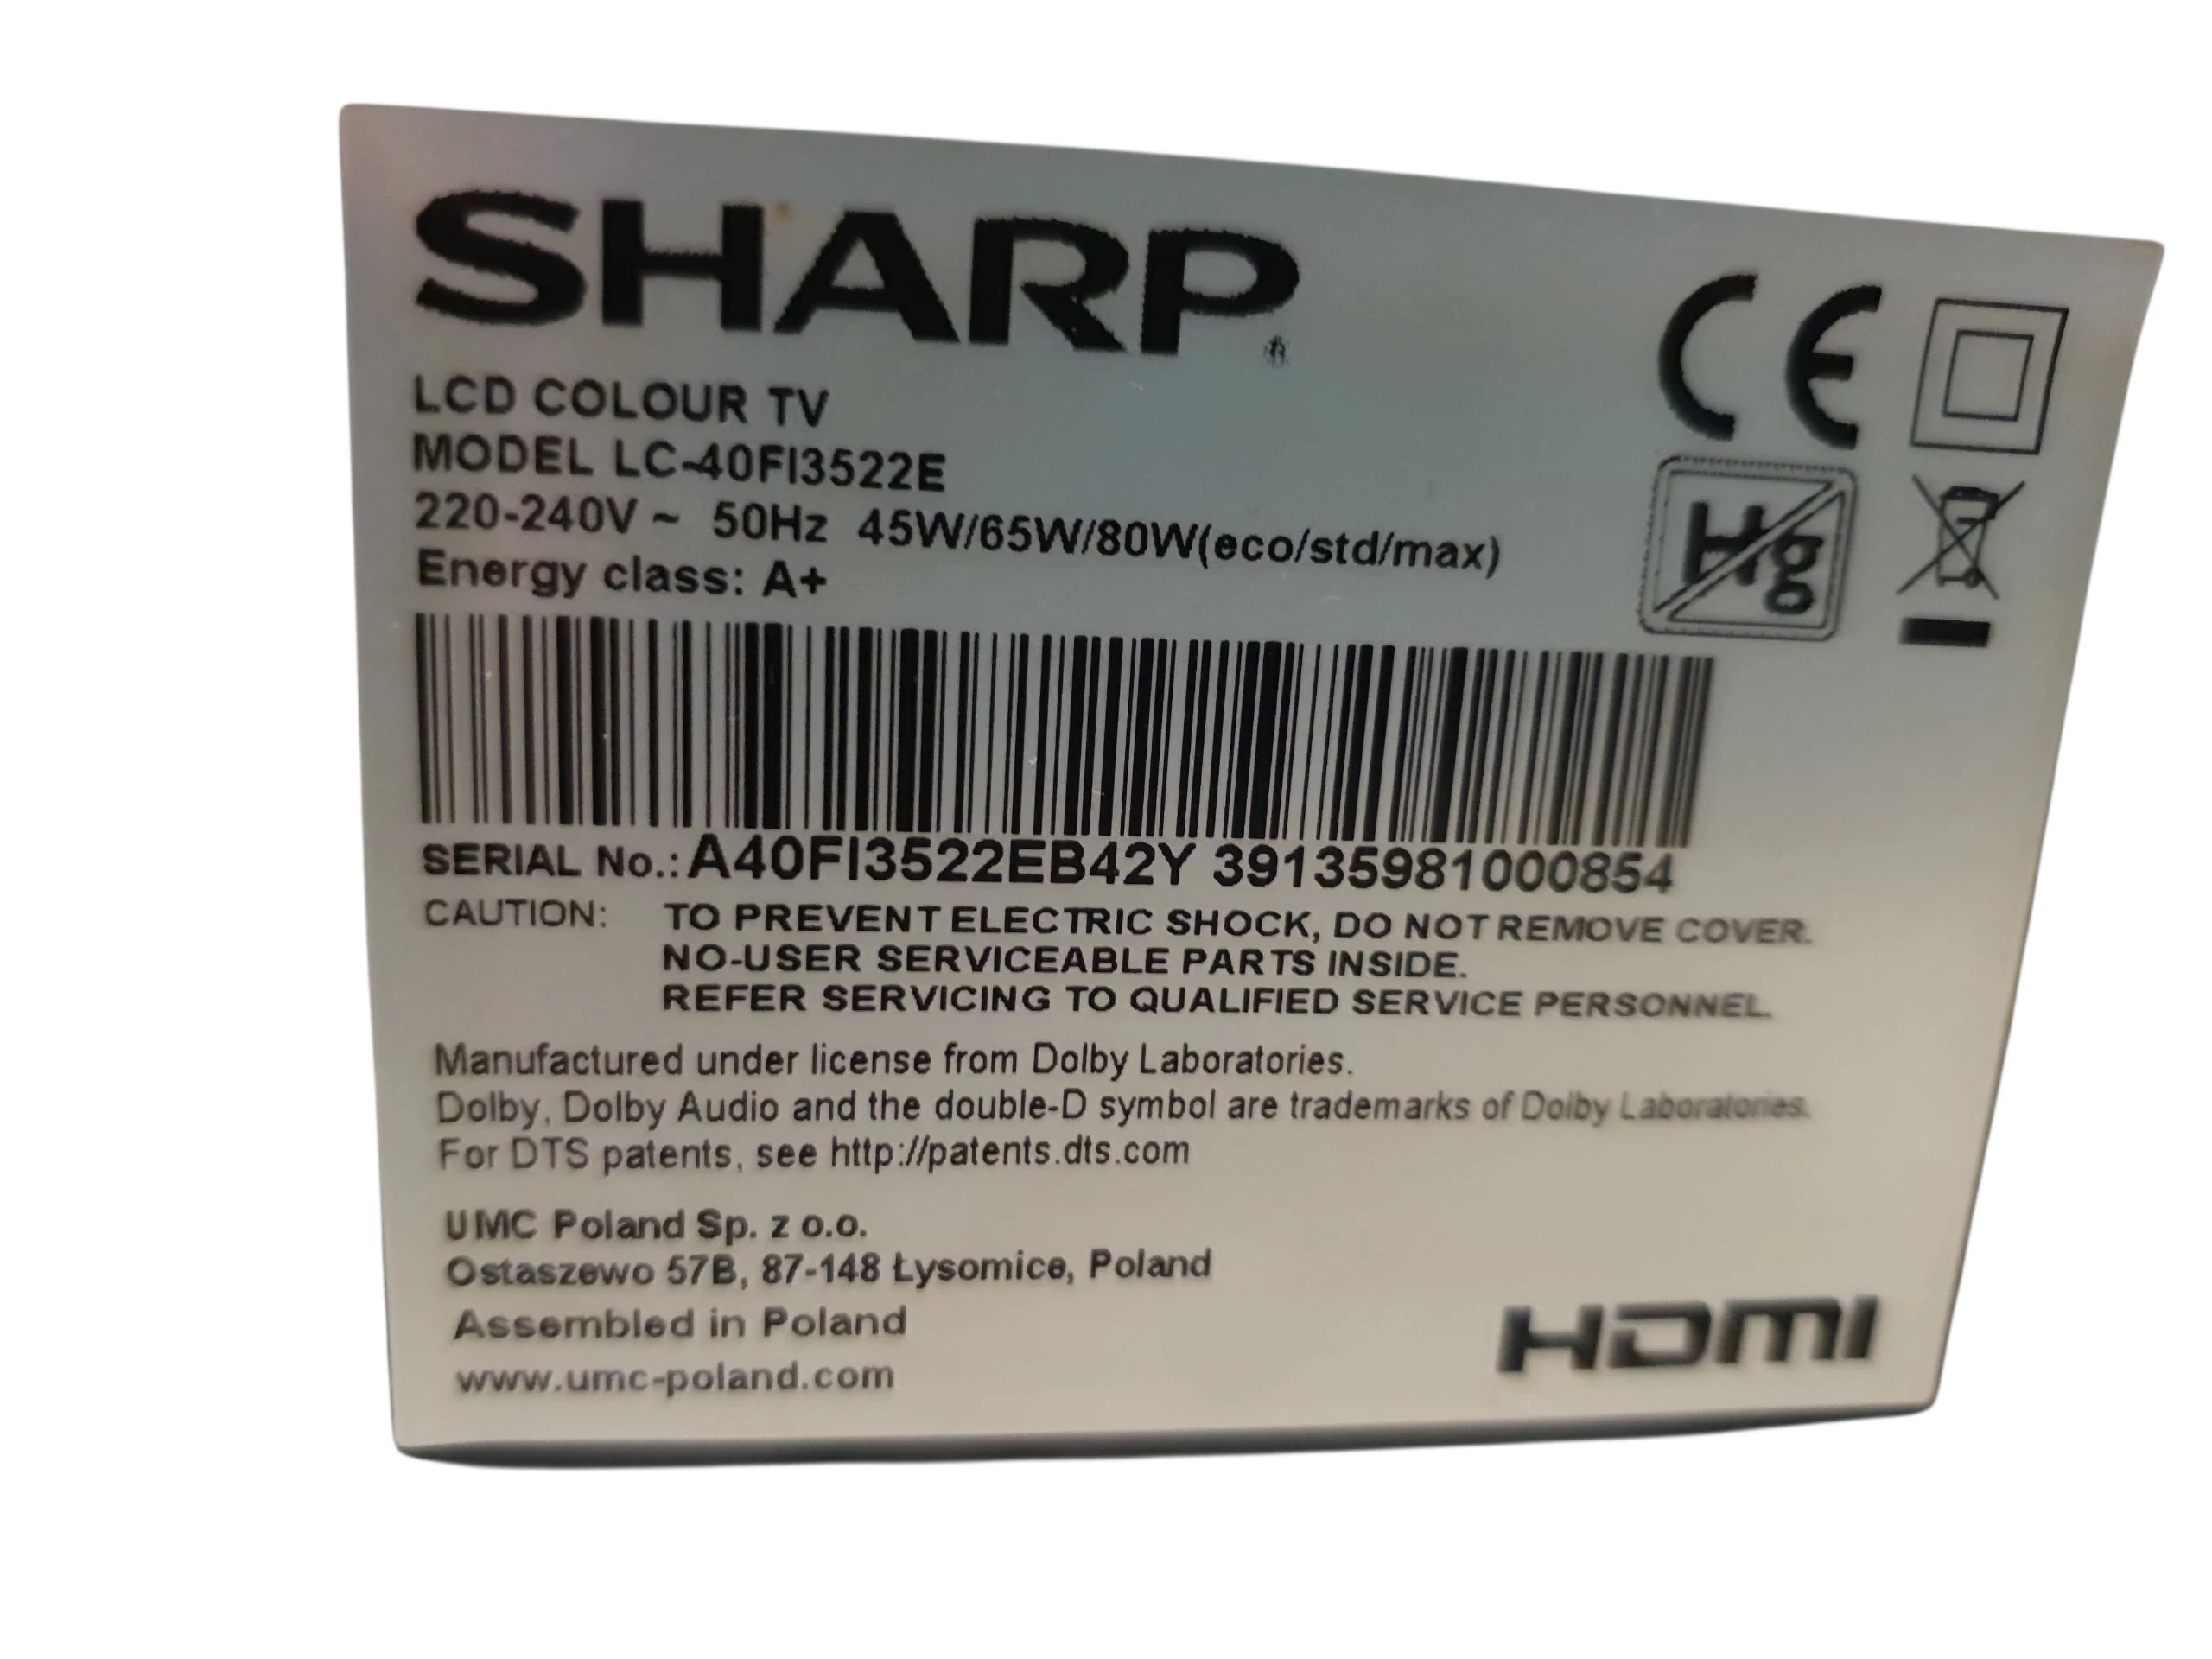 SHARP®
LCD COLOUR TV
MODEL LC-40FI3522E
220-240V ~ 50Hz 45W/65W/80W(eco/std/max)
Energy class: A+
CE
Hg
SERIAL No.: A40FI3522EB42Y 39135981000854
CAUTION: TO PREVENT ELECTRIC SHOCK, DO NOT REMOVE COVER.
NO-USER SERVICEABLE PARTS INSIDE.
REFER SERVICING TO QUALIFIED SERVICE PERSONNEL.
Manufactured under license from Dolby Laboratories.
Dolby, Dolby Audio and the double-D symbol are trademarks of Dolby Laboratories.
For DTS patents, see http://patents.dts.com
UMC Poland Sp. z o.o.
Ostaszewo 57B, 87-148 Łysomice, Poland
Assembled in Poland
www.umc-poland.com
HDMI